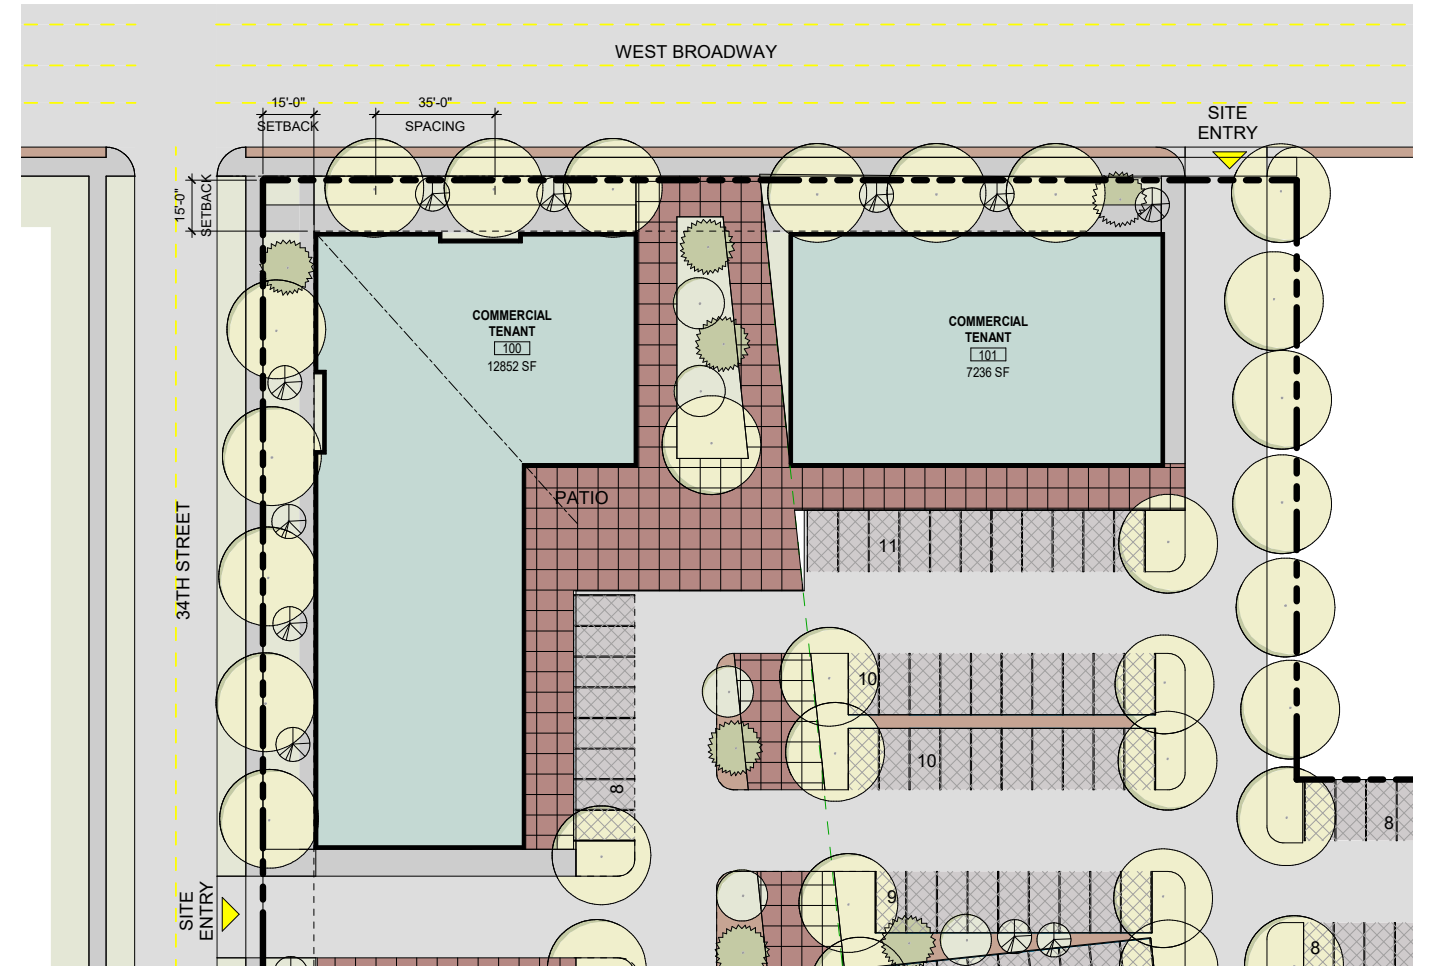 WEST BROADWAY
15'-0"
SETBACK
35'-0"
SPACING
SITE
ENTRY
15'-0"
SETBACK
COMMERCIAL
TENANT
100
12852 SF
COMMERCIAL
TENANT
101
7236 SF
PATIO
34TH STREET
11
10
10
8
8
SITE
ENTRY
9
8